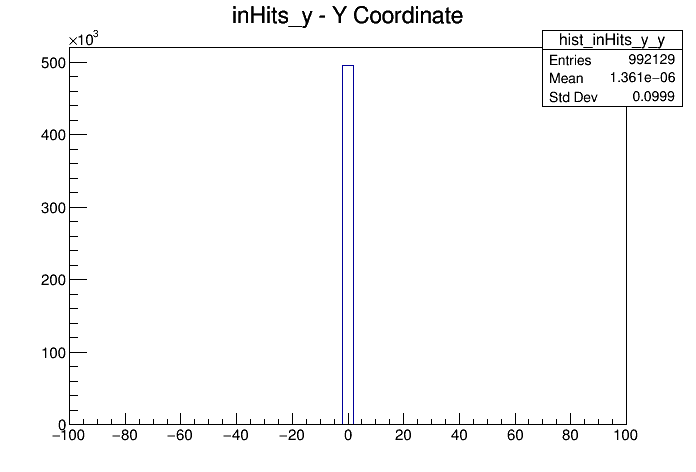 inHits_y - Y Coordinate
×10³
hist_inHits_y_y
Entries 992129
Mean 1.361e−06
Std Dev 0.0999
500
400
300
200
100
0
−100 −80 −60 −40 −20 0 20 40 60 80 100